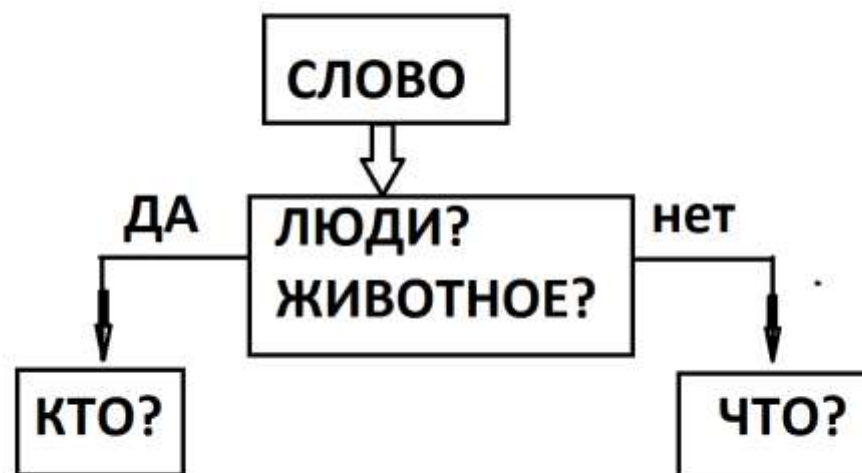 СЛОВО
ДА
ЛЮДИ?
ЖИВОТНОЕ?
нет
КТО?
ЧТО?